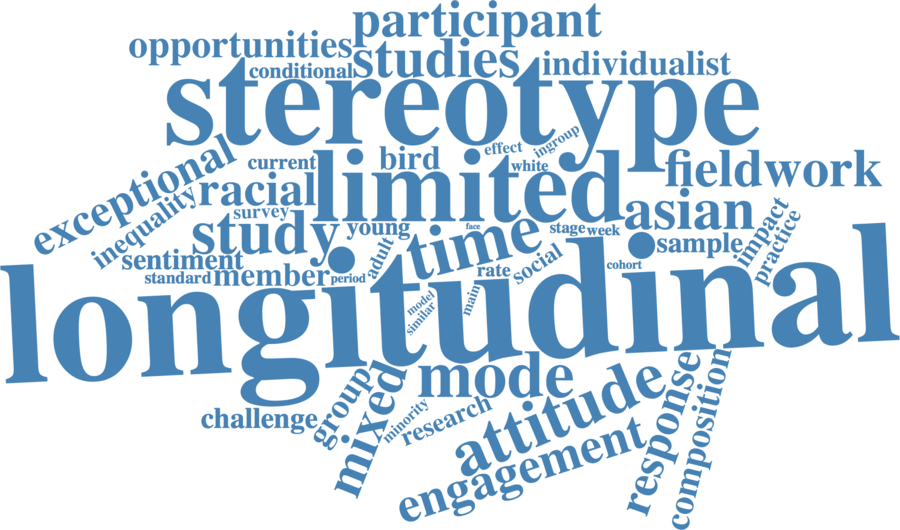 participant
opportunities
studies
individualist
conditional
stereotype
exceptional
current
bird
effect
ingroup
white
limited
fieldwork
racial
inequality
survey
asian
study
young
time
face
stage
week
sample
impact
practice
sentiment
adult
social
cohort
standard
member
period
rate
main
model
similar
longitudinal
mode
attitude
response
composition
group
mixed
challenge
minority
research
engagement